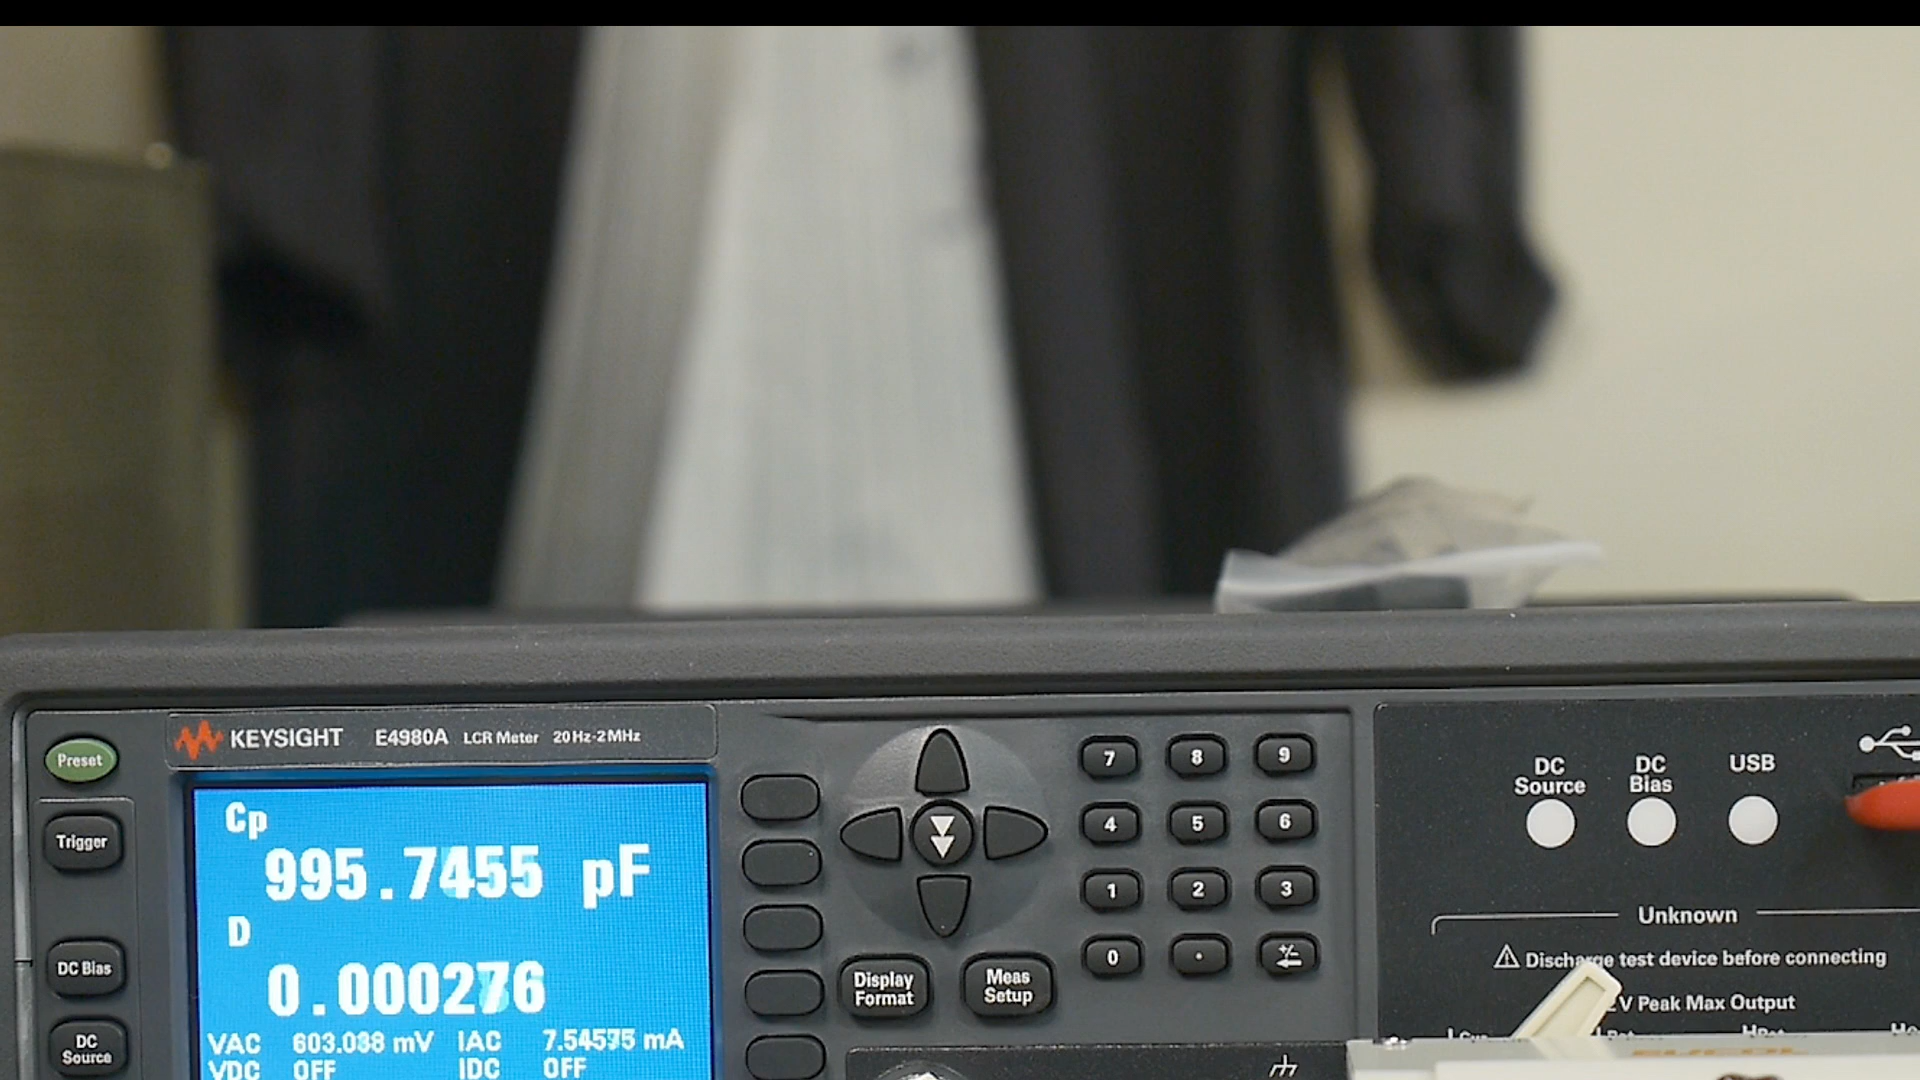 KEYSIGHT E4980A LCR Meter 20Hz-2MHz
Preset
Trigger
DC Bias
DC
Source
Cp
995.7455 pF
D
0.000276
VAC 603.038 mV IAC 7.54575 mA
VDC OFF IDC OFF
Display
Format
Meas
Setup
7 8 9
4 5 6
1 2 3
0 . +/- ←
DC
Source
DC
Bias
USB
Unknown
⚠ Discharge test device before connecting
V Peak Max Output